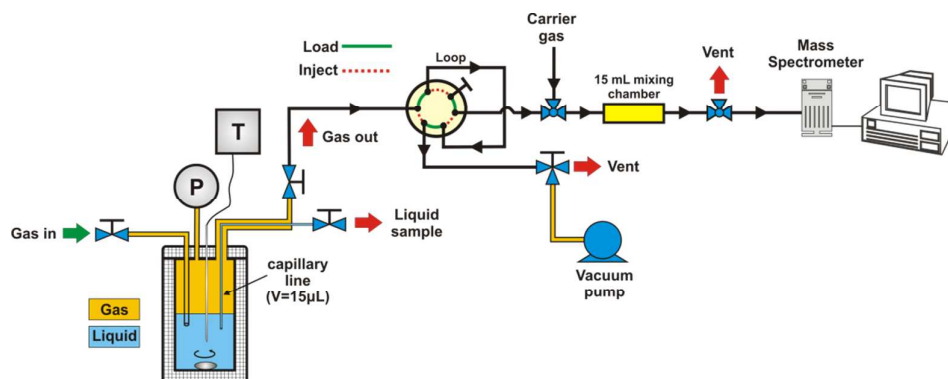 Load
Inject
Loop
Carrier
gas
15 mL mixing
chamber
Vent
Mass
Spectrometer
T
Gas out
P
Vent
Gas in
Liquid
sample
capillary
line
(V=15µL)
Vacuum
pump
Gas
Liquid